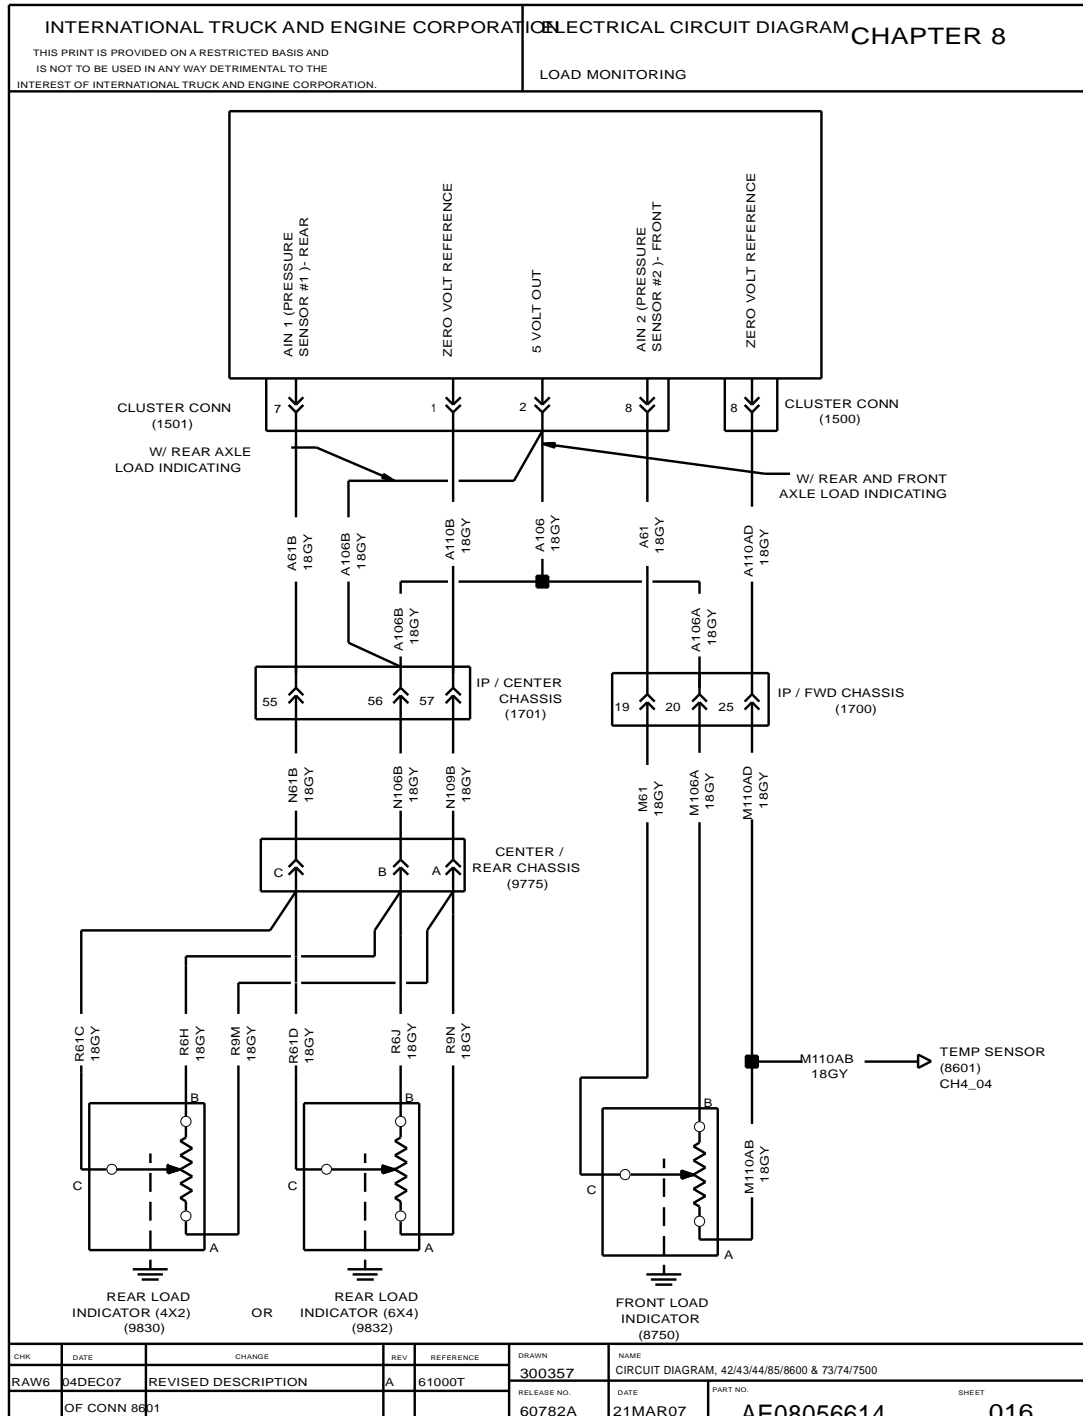 INTERNATIONAL TRUCK AND ENGINE CORPORATION
THIS PRINT IS PROVIDED ON A RESTRICTED BASIS AND
IS NOT TO BE USED IN ANY WAY DETRIMENTAL TO THE
INTEREST OF INTERNATIONAL TRUCK AND ENGINE CORPORATION.
ELECTRICAL CIRCUIT DIAGRAM
CHAPTER 8
LOAD MONITORING
AIN 1 (PRESSURE
SENSOR #1 )- REAR
ZERO VOLT REFERENCE
5 VOLT OUT
AIN 2 (PRESSURE
SENSOR #2 )- FRONT
ZERO VOLT REFERENCE
CLUSTER CONN
(1501)
7
1
2
8
8
CLUSTER CONN
(1500)
W/ REAR AXLE
LOAD INDICATING
W/ REAR AND FRONT
AXLE LOAD INDICATING
A61B
18GY
A106B
18GY
A110B
18GY
A106
18GY
A61
18GY
A110AD
18GY
A106B
18GY
A106A
18GY
55
56
57
IP / CENTER
CHASSIS
(1701)
19
20
25
IP / FWD CHASSIS
(1700)
N61B
18GY
N106B
18GY
N109B
18GY
M61
18GY
M106A
18GY
M110AD
18GY
C
B
A
CENTER /
REAR CHASSIS
(9775)
R61C
18GY
R6H
18GY
R9M
18GY
R61D
18GY
R6J
18GY
R9N
18GY
M110AB
18GY
TEMP SENSOR
(8601)
CH4_04
M110AB
18GY
B
C
A
B
C
A
B
C
A
REAR LOAD
INDICATOR (4X2)
(9830)
OR
REAR LOAD
INDICATOR (6X4)
(9832)
FRONT LOAD
INDICATOR
(8750)
CHK DATE CHANGE REV REFERENCE
RAW6 04DEC07 REVISED DESCRIPTION A 61000T
OF CONN 8601
DRAWN
300357
NAME
CIRCUIT DIAGRAM, 42/43/44/85/8600 & 73/74/7500
RELEASE NO.
60782A
DATE
21MAR07
PART NO.
AE08056614
SHEET
016